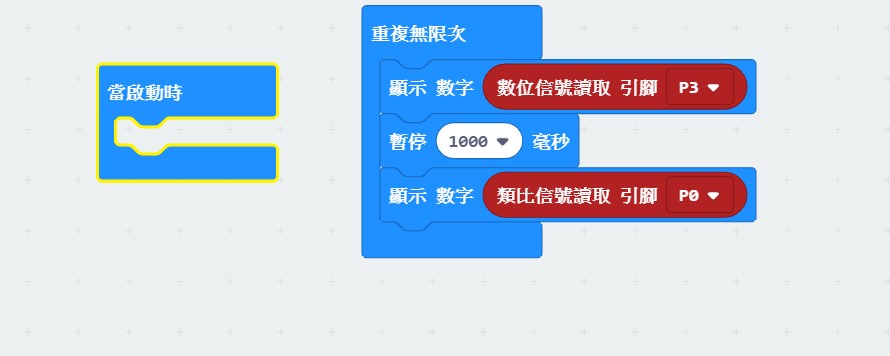 當啟動時
重複無限次
顯示 數字 數位信號讀取 引腳 P3
暫停 1000 毫秒
顯示 數字 類比信號讀取 引腳 P0